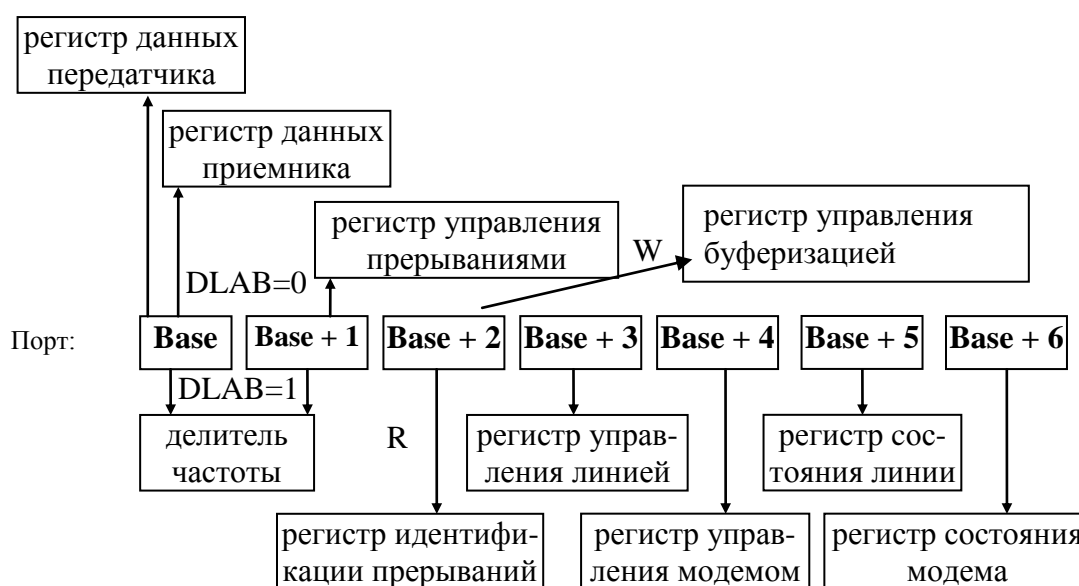 регистр данных
передатчика
регистр данных
приемника
регистр управления
прерываниями
W
регистр управления
буферизацией
DLAB=0
Порт:
Base
Base + 1
Base + 2
Base + 3
Base + 4
Base + 5
Base + 6
DLAB=1
делитель
частоты
R
регистр управ-
ления линией
регистр сос-
тояния линии
регистр идентифи-
кации прерываний
регистр управ-
ления модемом
регистр состояния
модема